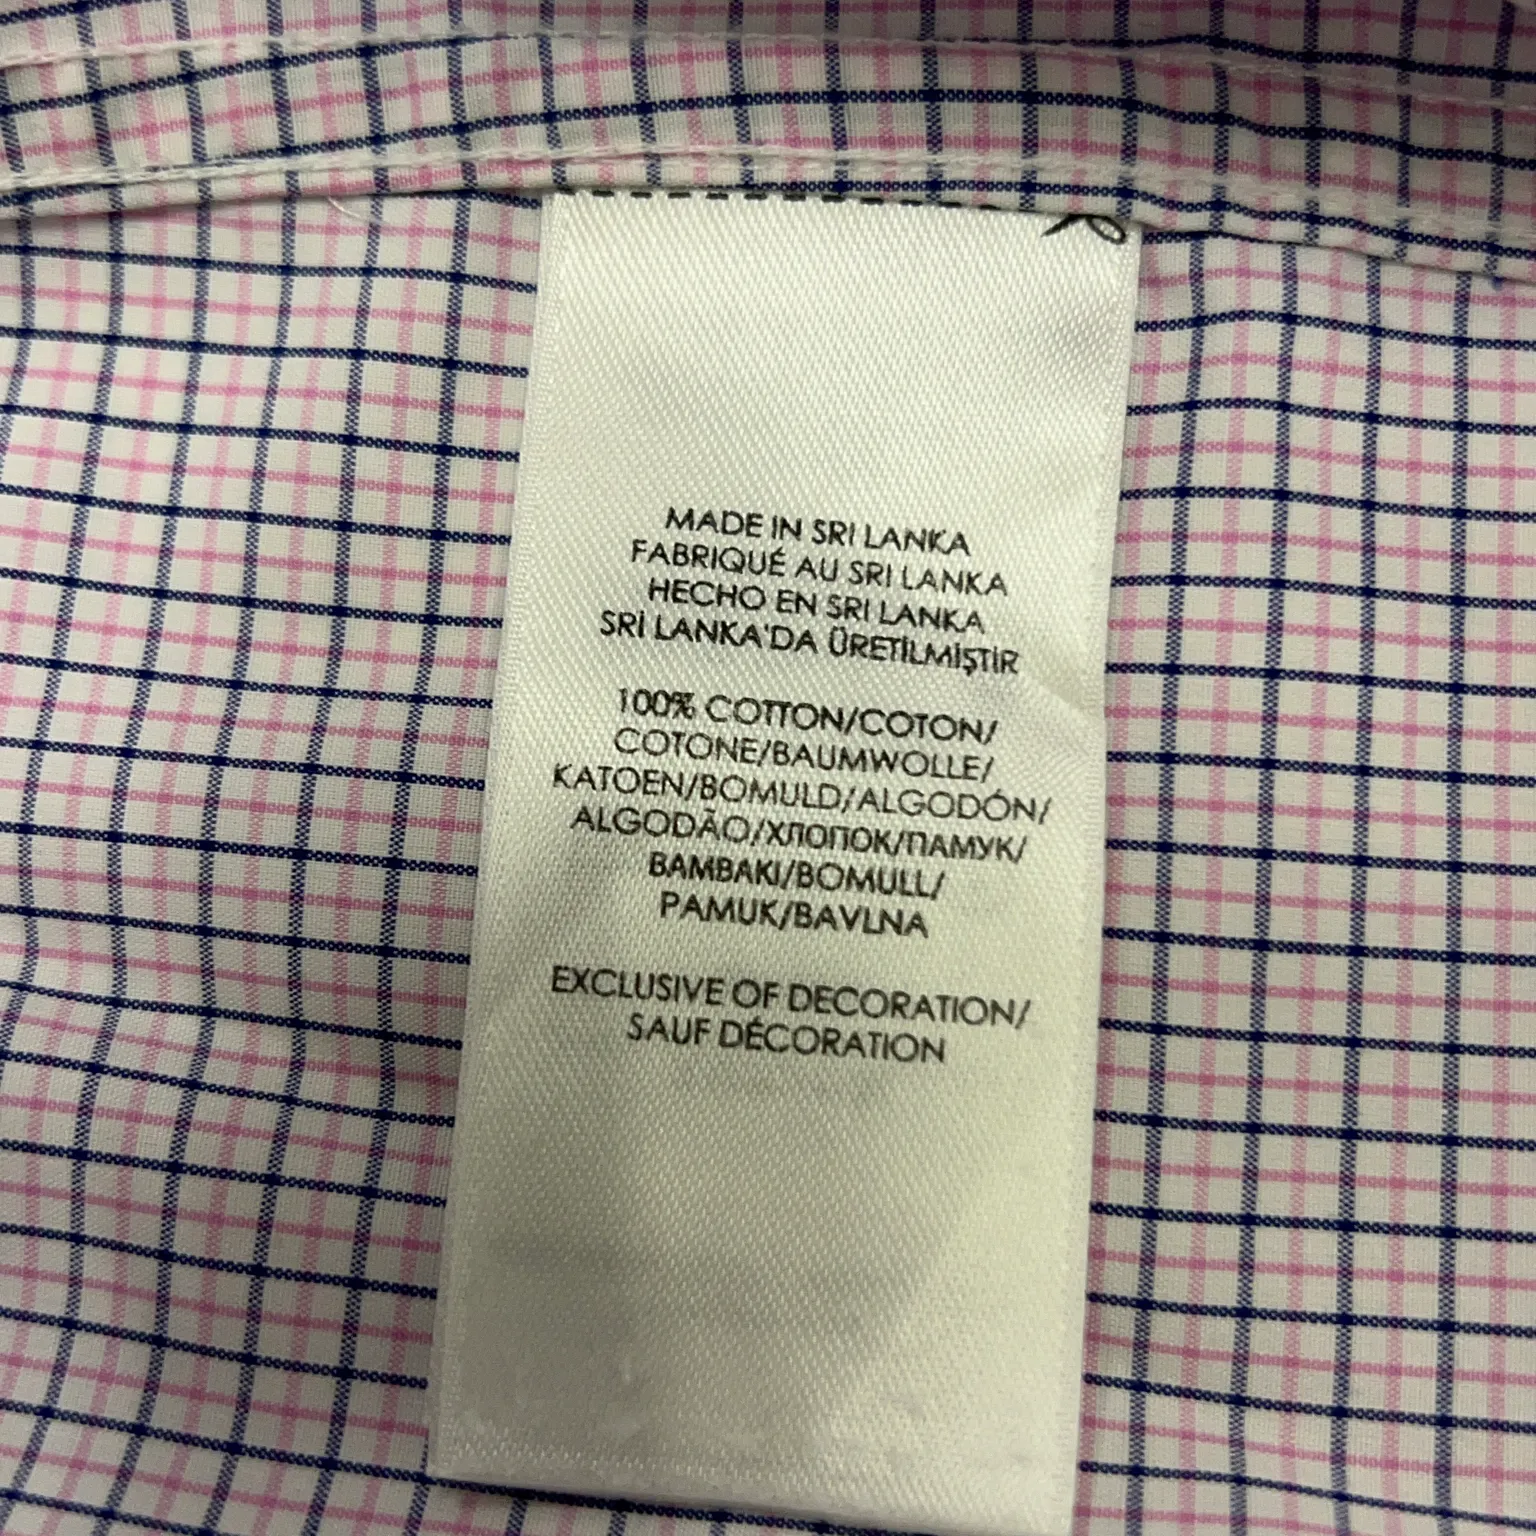 MADE IN SRI LANKA
FABRIQUÉ AU SRI LANKA
HECHO EN SRI LANKA
SRİ LANKA'DA ÜRETİLMİŞTİR
100% COTTON/COTON/
COTONE/BAUMWOLLE/
KATOEN/BOMULD/ALGODÓN/
ALGODÃO/ХЛОПОК/ПАМУК/
BAMBAKI/BOMULL/
PAMUK/BAVLNA
EXCLUSIVE OF DECORATION/
SAUF DÉCORATION